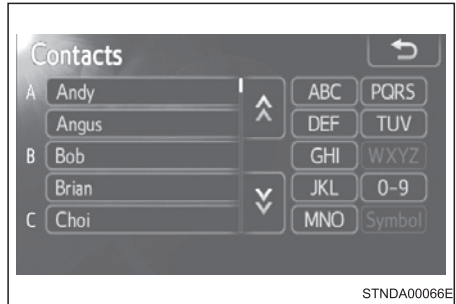 Contacts
A Andy ABC PQRS
Angus DEF TUV
B Bob GHI WXYZ
Brian JKL 0-9
C Choi MNO Symbol
STNDA00066E